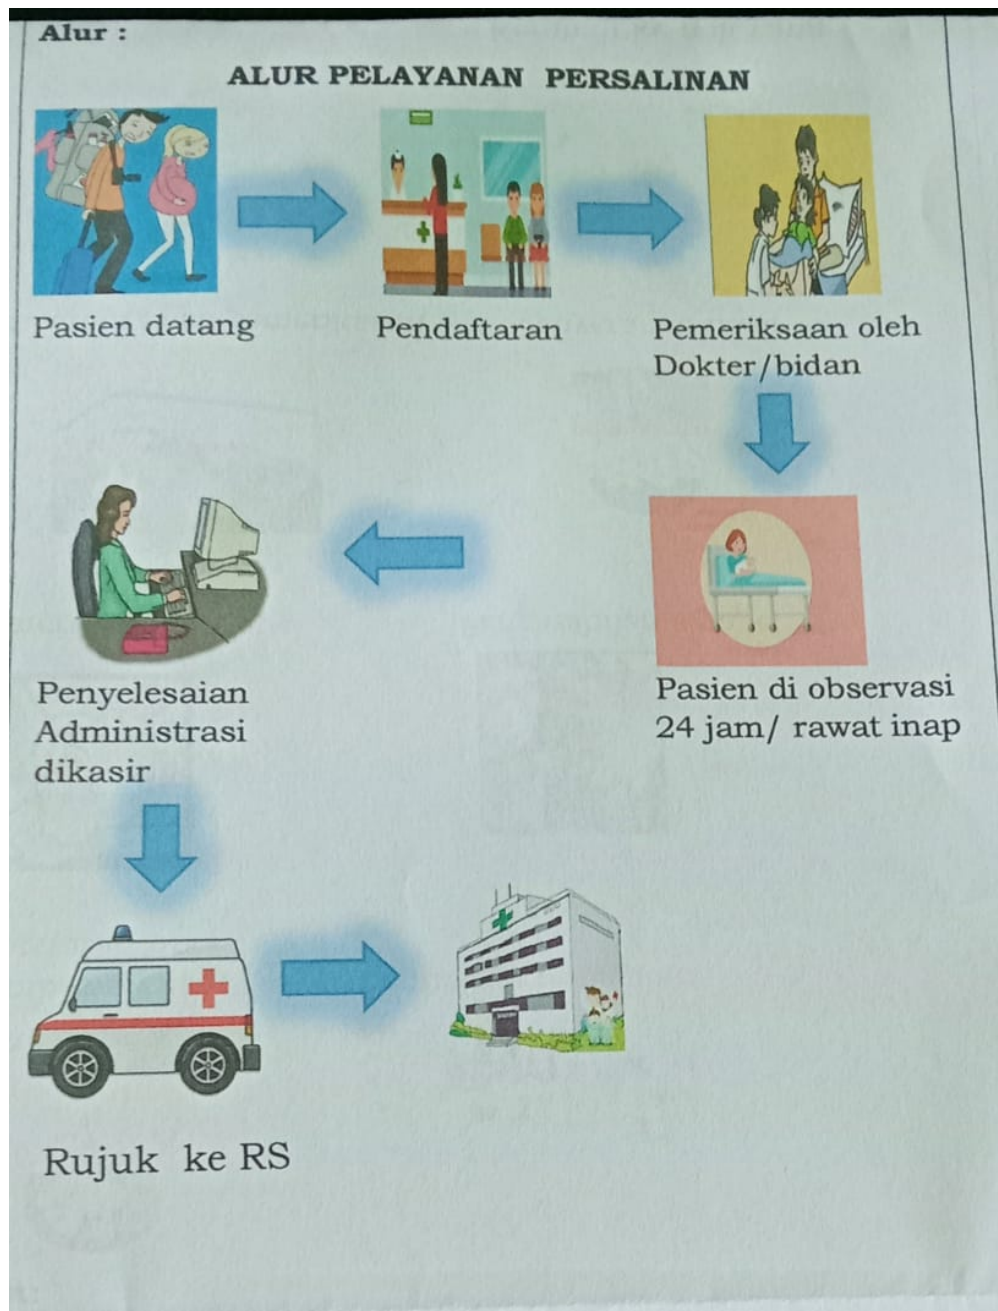 Alur :
ALUR PELAYANAN PERSALINAN
Pasien datang
Pendaftaran
Pemeriksaan oleh
Dokter/bidan
Pasien di observasi
24 jam/ rawat inap
Penyelesaian
Administrasi
dikasir
Rujuk ke RS